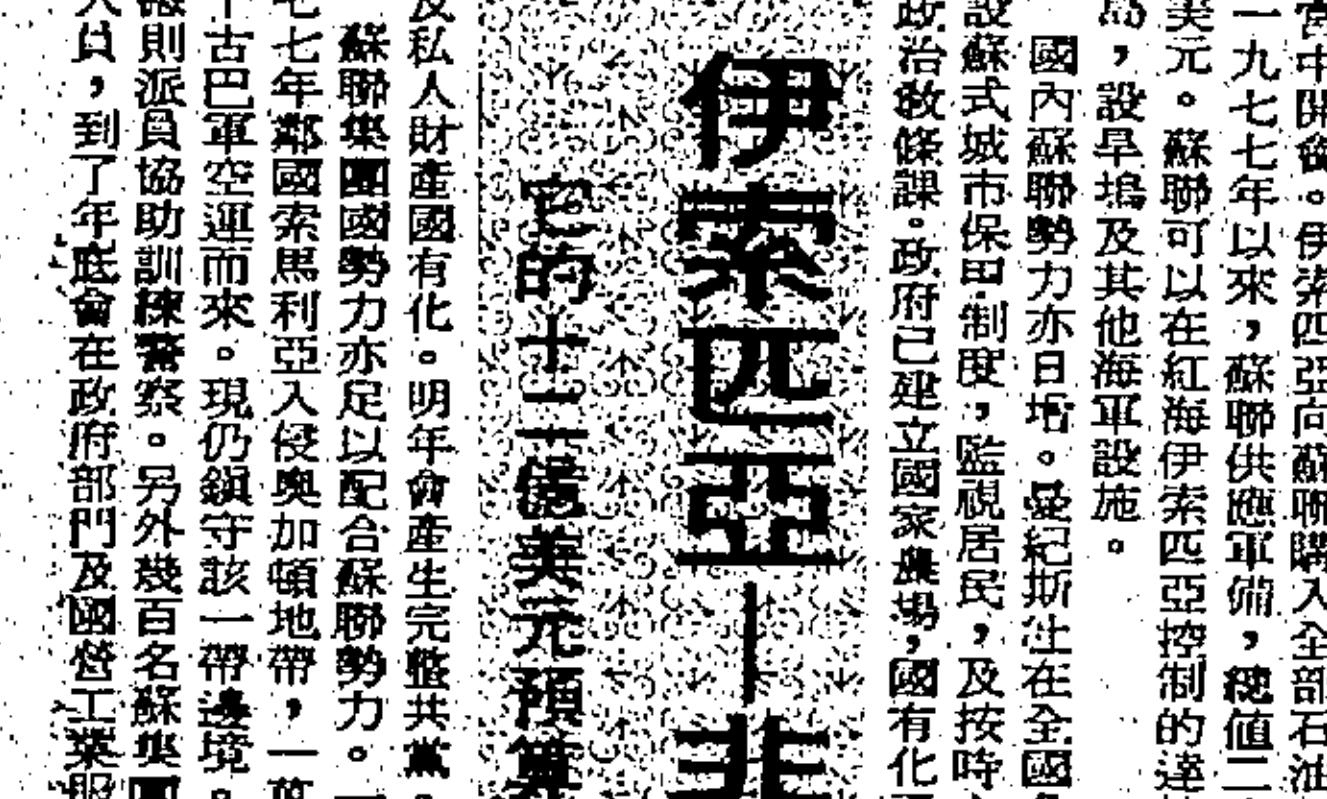 營中開銷。伊索匹亞向蘇聯購入全部石油
一九七七年以來，蘇聯供應軍備，總值二
美元。蘇聯可以在紅海伊索匹亞控制的達
島，設旱塢及其他海軍設施。
國內蘇聯勢力亦日增。曼紀斯社在全國
設蘇式城市保甲制度，監視居民，及按時
政治敎條課。政府已建立國家農場，國有化
伊索匹亞—非
它的十二億美元預算
及私人財產國有化。明年會產生完整共黨。
蘇聯集團國勢力亦足以配合蘇聯勢力。一
七七年鄰國索馬利亞入侵奧加頓地帶，一萬
古巴軍空運而來。現仍鎮守該一帶邊境。
則派員協助訓練警察。另外幾百名蘇集團
人員，到了年底會在政府部門及國營工業服